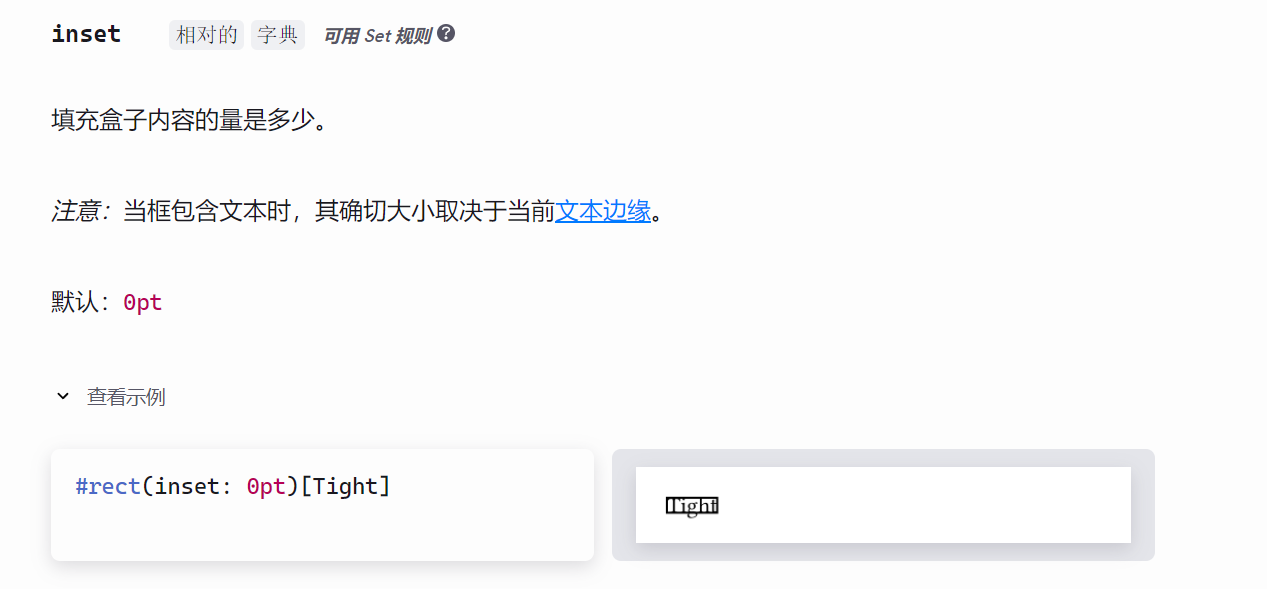 inset 相对的 字典 可用 Set 规则 ?
填充盒子内容的量是多少。
注意：当框包含文本时，其确切大小取决于当前文本边缘。
默认：0pt
查看示例
#rect(inset: 0pt)[Tight]
Tight